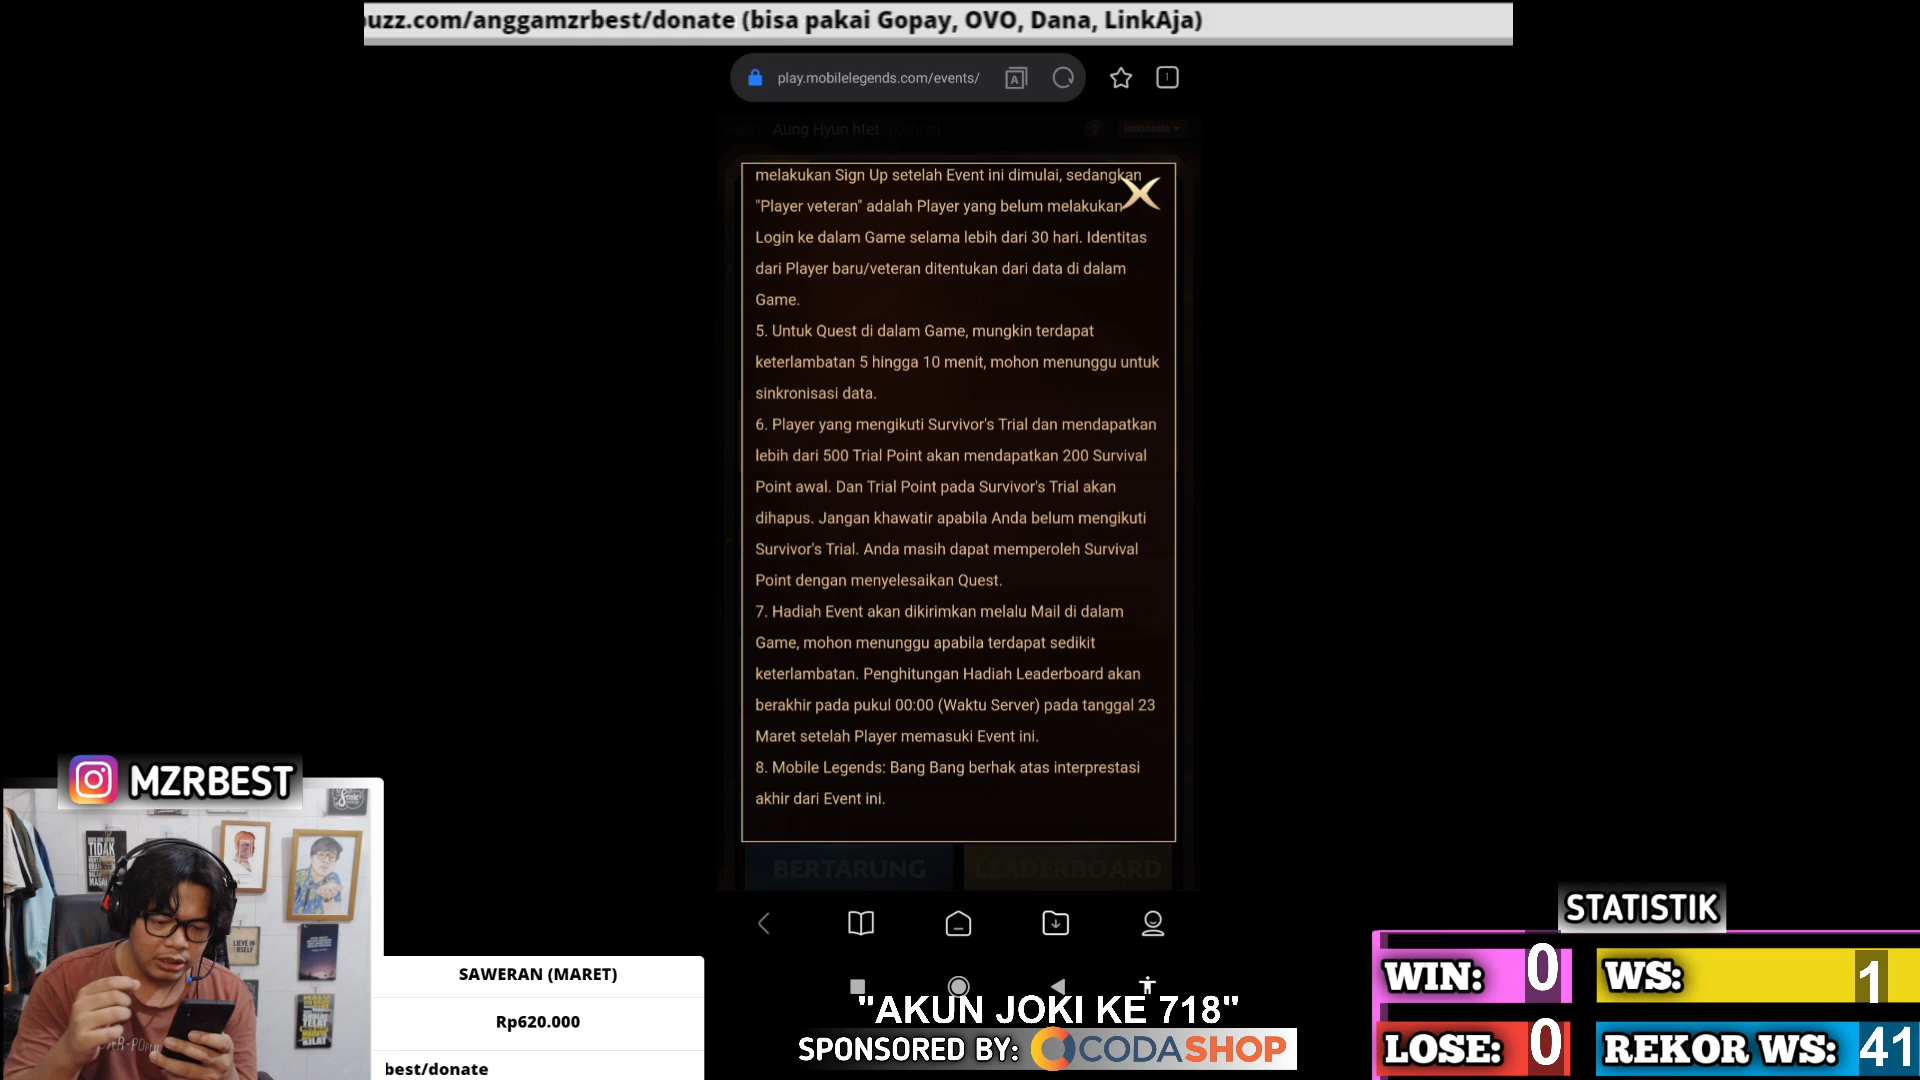 buzz.com/anggamzrbest/donate (bisa pakai Gopay, OVO, Dana, LinkAja)
play.mobilelegends.com/events/
A
1
Aung Hyun htet
?
Indonesia
melakukan Sign Up setelah Event ini dimulai, sedangkan
"Player veteran" adalah Player yang belum melakukan
Login ke dalam Game selama lebih dari 30 hari. Identitas
dari Player baru/veteran ditentukan dari data di dalam
Game.
5. Untuk Quest di dalam Game, mungkin terdapat
keterlambatan 5 hingga 10 menit, mohon menunggu untuk
sinkronisasi data.
6. Player yang mengikuti Survivor's Trial dan mendapatkan
lebih dari 500 Trial Point akan mendapatkan 200 Survival
Point awal. Dan Trial Point pada Survivor's Trial akan
dihapus. Jangan khawatir apabila Anda belum mengikuti
Survivor's Trial. Anda masih dapat memperoleh Survival
Point dengan menyelesaikan Quest.
7. Hadiah Event akan dikirimkan melalu Mail di dalam
Game, mohon menunggu apabila terdapat sedikit
keterlambatan. Penghitungan Hadiah Leaderboard akan
berakhir pada pukul 00:00 (Waktu Server) pada tanggal 23
Maret setelah Player memasuki Event ini.
8. Mobile Legends: Bang Bang berhak atas interprestasi
akhir dari Event ini.
BERTARUNG
LEADERBOARD
MZRBEST
TIDAK
SAWERAN (MARET)
Rp620.000
best/donate
"AKUN JOKI KE 718"
SPONSORED BY: CODASHOP
STATISTIK
WIN: 0
WS: 1
LOSE: 0
REKOR WS: 41